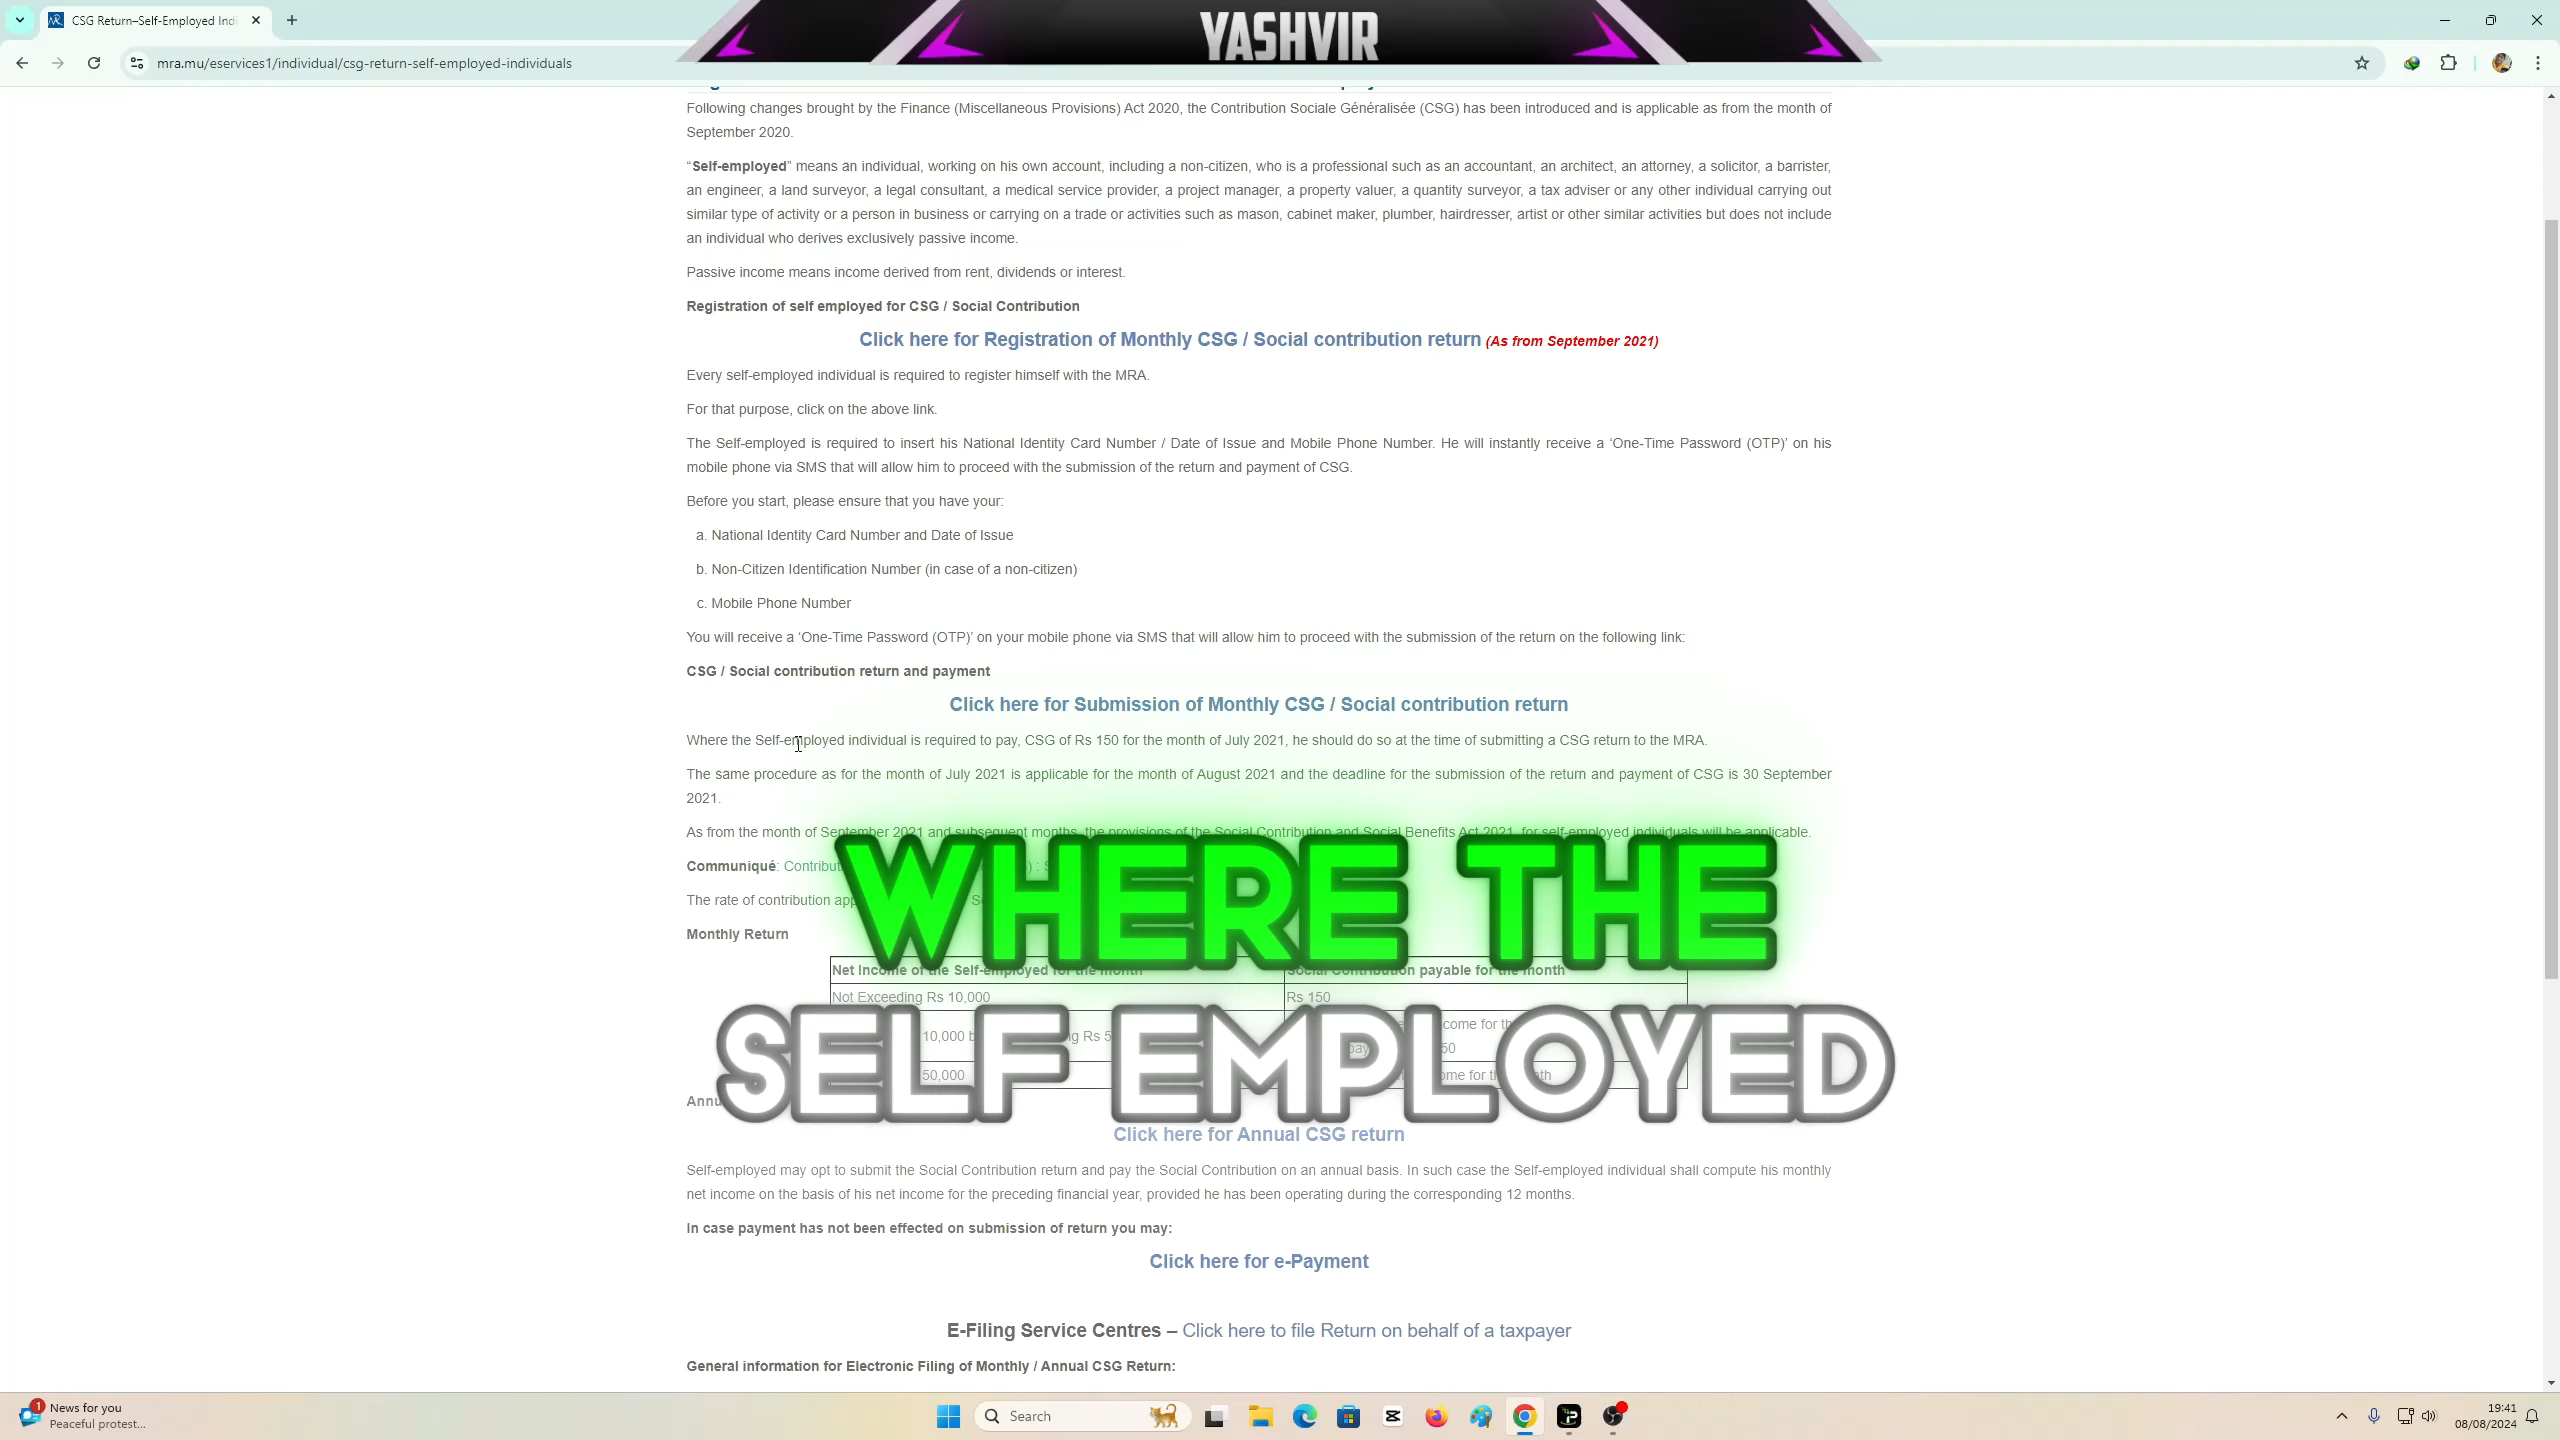 CSG Return–Self-Employed Indi
YASHVIR
mra.mu/eservices1/individual/csg-return-self-employed-individuals
Following changes brought by the Finance (Miscellaneous Provisions) Act 2020, the Contribution Sociale Généralisée (CSG) has been introduced and is applicable as from the month of
September 2020.
“Self-employed” means an individual, working on his own account, including a non-citizen, who is a professional such as an accountant, an architect, an attorney, a solicitor, a barrister,
an engineer, a land surveyor, a legal consultant, a medical service provider, a project manager, a property valuer, a quantity surveyor, a tax adviser or any other individual carrying out
similar type of activity or a person in business or carrying on a trade or activities such as mason, cabinet maker, plumber, hairdresser, artist or other similar activities but does not include
an individual who derives exclusively passive income.
Passive income means income derived from rent, dividends or interest.
Registration of self employed for CSG / Social Contribution
Click here for Registration of Monthly CSG / Social contribution return (As from September 2021)
Every self-employed individual is required to register himself with the MRA.
For that purpose, click on the above link.
The Self-employed is required to insert his National Identity Card Number / Date of Issue and Mobile Phone Number. He will instantly receive a ‘One-Time Password (OTP)’ on his
mobile phone via SMS that will allow him to proceed with the submission of the return and payment of CSG.
Before you start, please ensure that you have your:
a. National Identity Card Number and Date of Issue
b. Non-Citizen Identification Number (in case of a non-citizen)
c. Mobile Phone Number
You will receive a ‘One-Time Password (OTP)’ on your mobile phone via SMS that will allow him to proceed with the submission of the return on the following link:
CSG / Social contribution return and payment
Click here for Submission of Monthly CSG / Social contribution return
Where the Self-employed individual is required to pay, CSG of Rs 150 for the month of July 2021, he should do so at the time of submitting a CSG return to the MRA.
The same procedure as for the month of July 2021 is applicable for the month of August 2021 and the deadline for the submission of the return and payment of CSG is 30 September
2021.
As from the month of September 2021 and subsequent months, the provisions of the Social Contribution and Social Benefits Act 2021, for self-employed individuals will be applicable.
Communiqué: Contribut
The rate of contribution app
WHERE THE
Monthly Return
Net Income of the Self-employed for the month Social Contribution payable for the month
Not Exceeding Rs 10,000 Rs 150
SELF EMPLOYED
10,000 b ng Rs 5 come for th
50
50,000 ome for th nth
Annu
Click here for Annual CSG return
Self-employed may opt to submit the Social Contribution return and pay the Social Contribution on an annual basis. In such case the Self-employed individual shall compute his monthly
net income on the basis of his net income for the preceding financial year, provided he has been operating during the corresponding 12 months.
In case payment has not been effected on submission of return you may:
Click here for e-Payment
E-Filing Service Centres – Click here to file Return on behalf of a taxpayer
General information for Electronic Filing of Monthly / Annual CSG Return:
1
News for you
Peaceful protest...
Search
19:41
08/08/2024